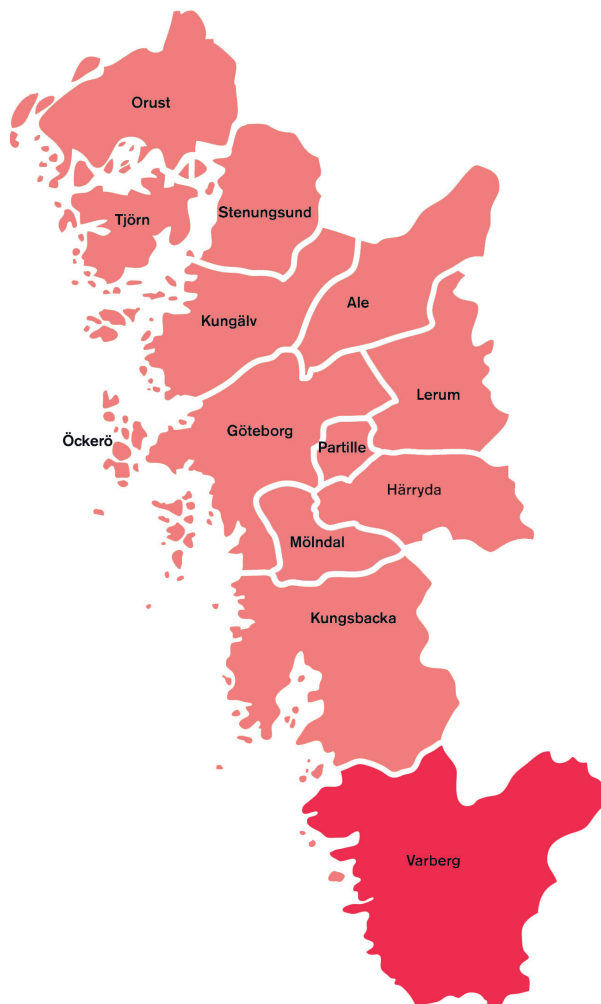 Orust
Tjörn
Stenungsund
Kungälv
Ale
Lerum
Göteborg
Öckerö
Partille
Härryda
Mölndal
Kungsbacka
Varberg